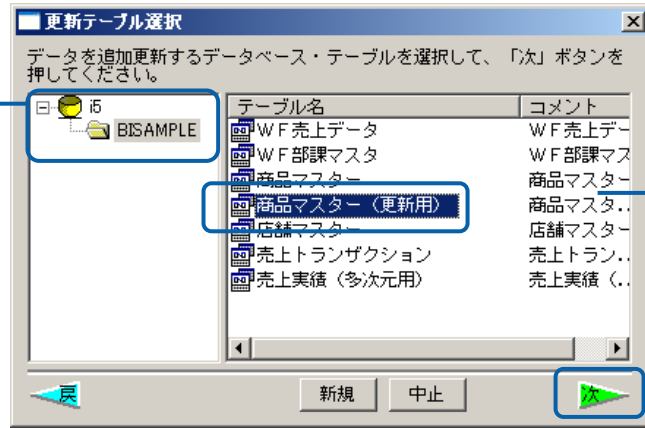 更新テーブル選択
データを追加更新するデータベース・テーブルを選択して、「次」ボタンを
押してください。
i5
BISAMPLE
テーブル名 コメント
WF売上データ WF売上デー
WF部課マスタ WF部課マス
商品マスター 商品マスター
商品マスター（更新用） 商品マスタ..
店舗マスター 店舗マスター
売上トランザクション 売上トラン..
売上実績（多次元用） 売上実績（..
戻 新規 中止 次